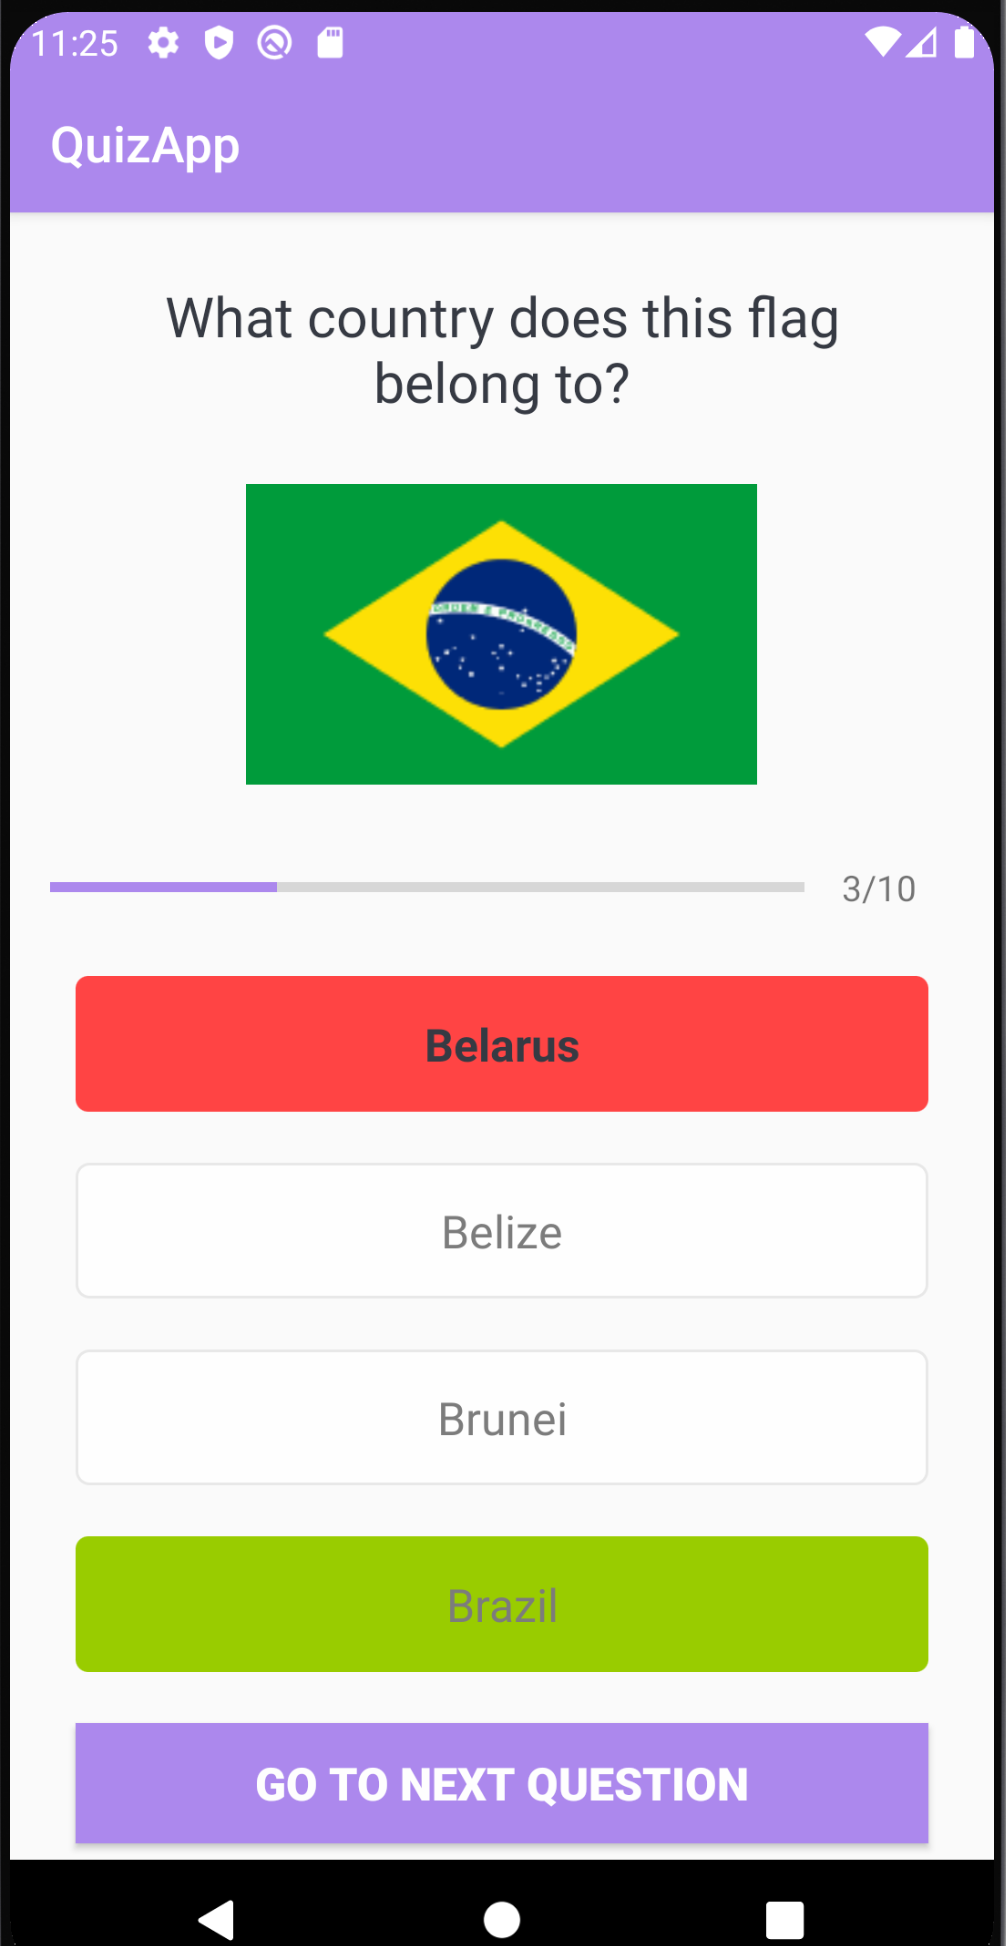 11:25
QuizApp
What country does this flag
belong to?
ORDEM E PROGRESSO
3/10
Belarus
Belize
Brunei
Brazil
GO TO NEXT QUESTION